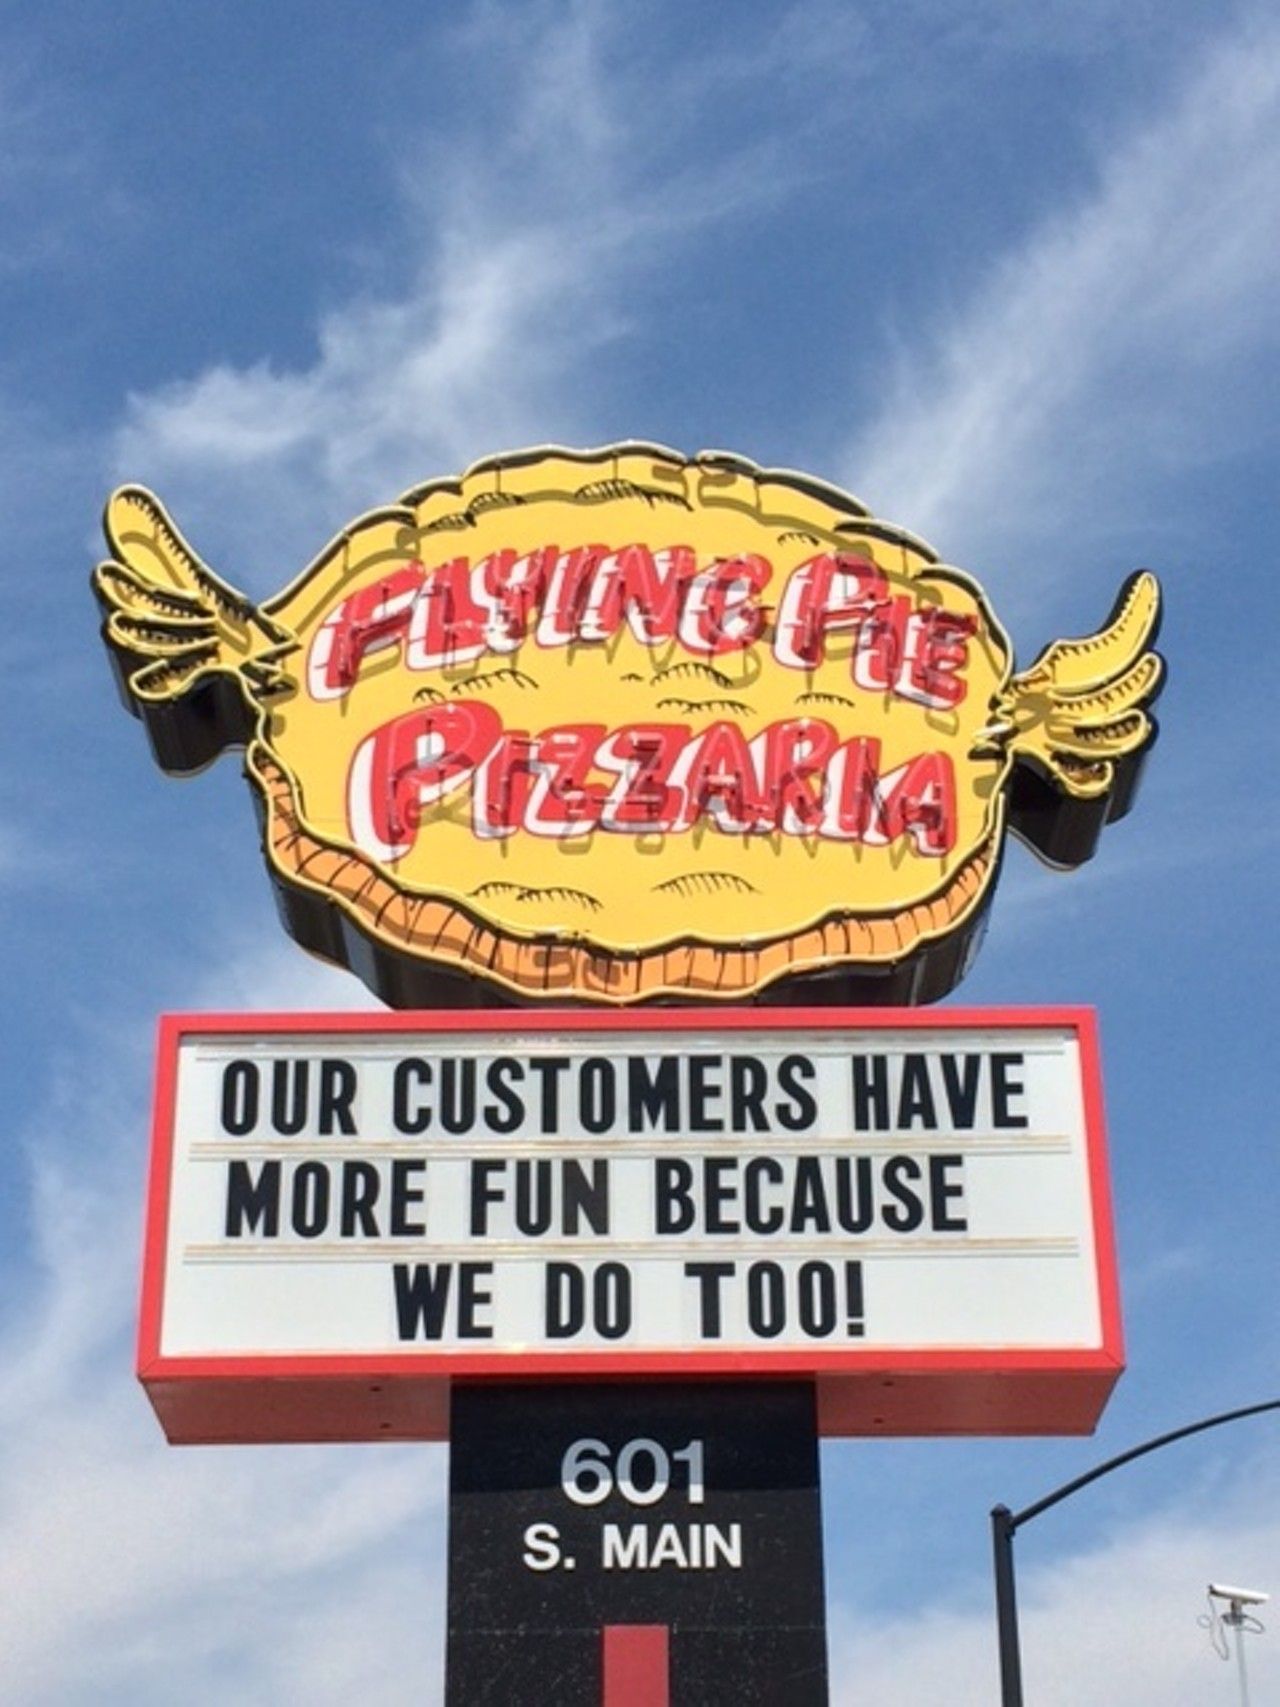 FLYING PIE
PIZZARIA
OUR CUSTOMERS HAVE
MORE FUN BECAUSE
WE DO TOO!
601
S. MAIN